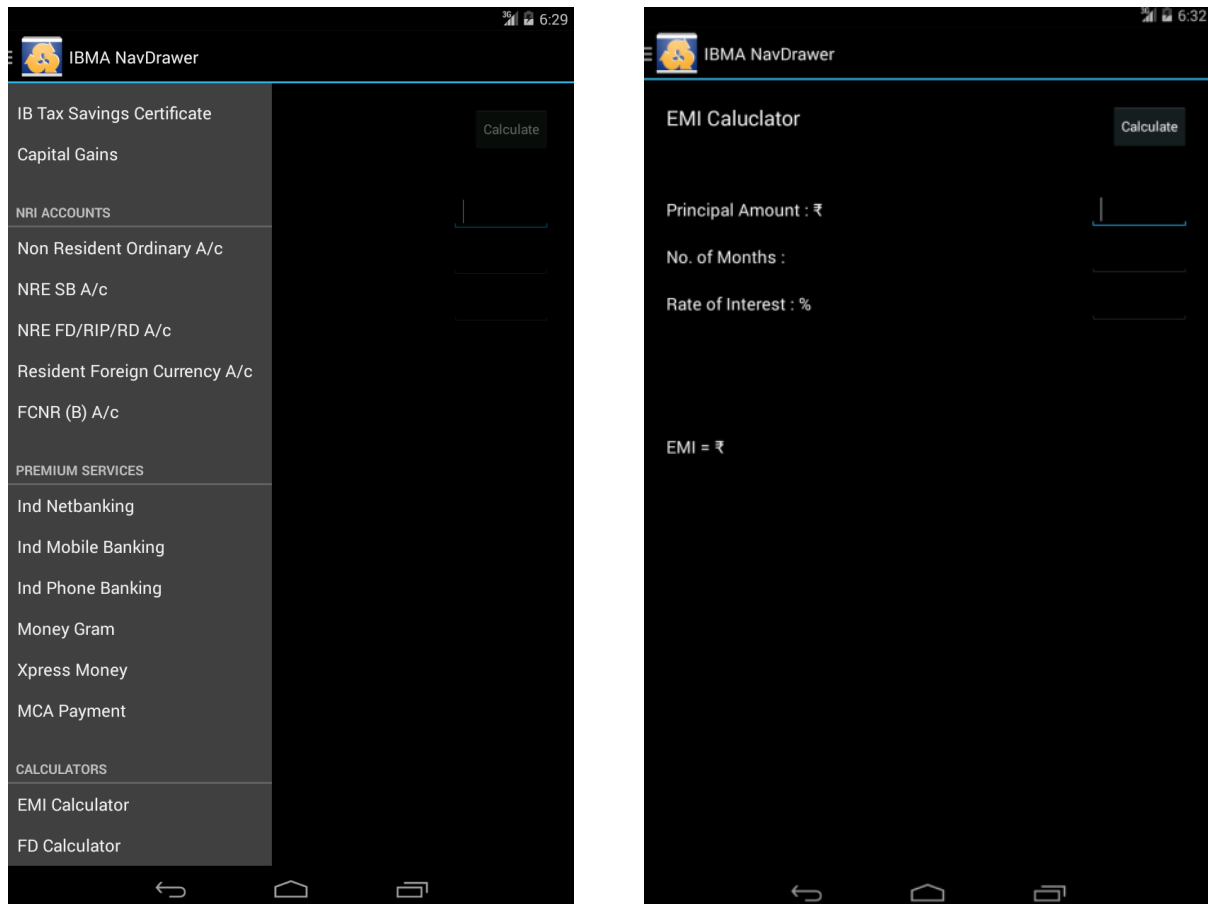 3G 6:29
IBMA NavDrawer
IB Tax Savings Certificate
Calculate
Capital Gains
NRI ACCOUNTS
Non Resident Ordinary A/c
NRE SB A/c
NRE FD/RIP/RD A/c
Resident Foreign Currency A/c
FCNR (B) A/c
PREMIUM SERVICES
Ind Netbanking
Ind Mobile Banking
Ind Phone Banking
Money Gram
Xpress Money
MCA Payment
CALCULATORS
EMI Calculator
FD Calculator
3G 6:32
IBMA NavDrawer
EMI Caluclator
Calculate
Principal Amount : ₹
No. of Months :
Rate of Interest : %
EMI = ₹